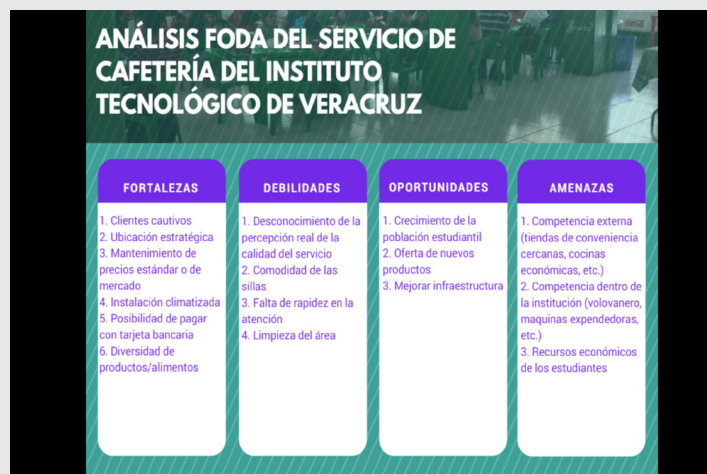 ANÁLISIS FODA DEL SERVICIO DE
CAFETERÍA DEL INSTITUTO
TECNOLÓGICO DE VERACRUZ
FORTALEZAS
1. Clientes cautivos
2. Ubicación estratégica
3. Mantenimiento de
precios estándar o de
mercado
4. Instalación climatizada
5. Posibilidad de pagar
con tarjeta bancaria
6. Diversidad de
productos/alimentos
DEBILIDADES
1. Desconocimiento de la
percepción real de la
calidad del servicio
2. Comodidad de las
sillas
3. Falta de rapidez en la
atención
4. Limpieza del área
OPORTUNIDADES
1. Crecimiento de la
población estudiantil
2. Oferta de nuevos
productos
3. Mejorar infraestructura
AMENAZAS
1. Competencia externa
(tiendas de conveniencia
cercanas, cocinas
económicas, etc.)
2. Competencia dentro de
la institución (volovanero,
maquinas expendedoras,
etc.)
3. Recursos económicos
de los estudiantes